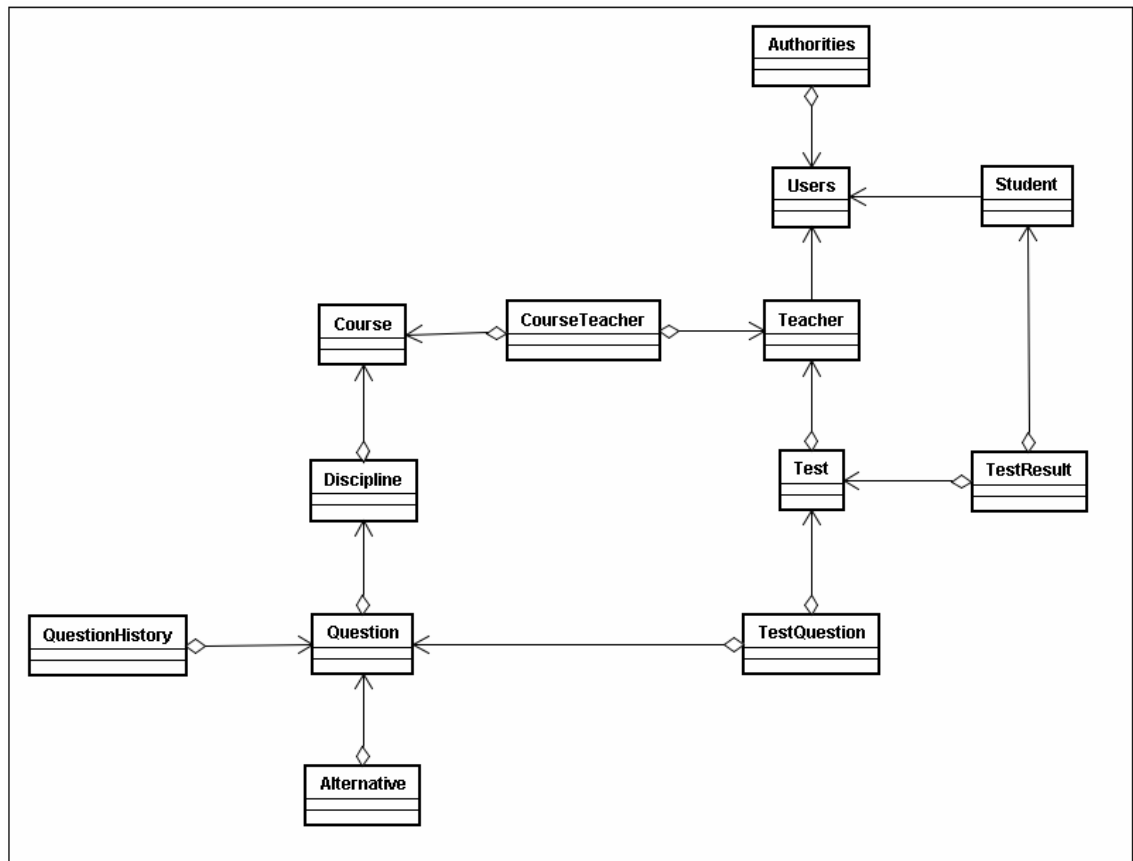 Authorities
Users
Student
Course
CourseTeacher
Teacher
Discipline
Test
TestResult
QuestionHistory
Question
TestQuestion
Alternative